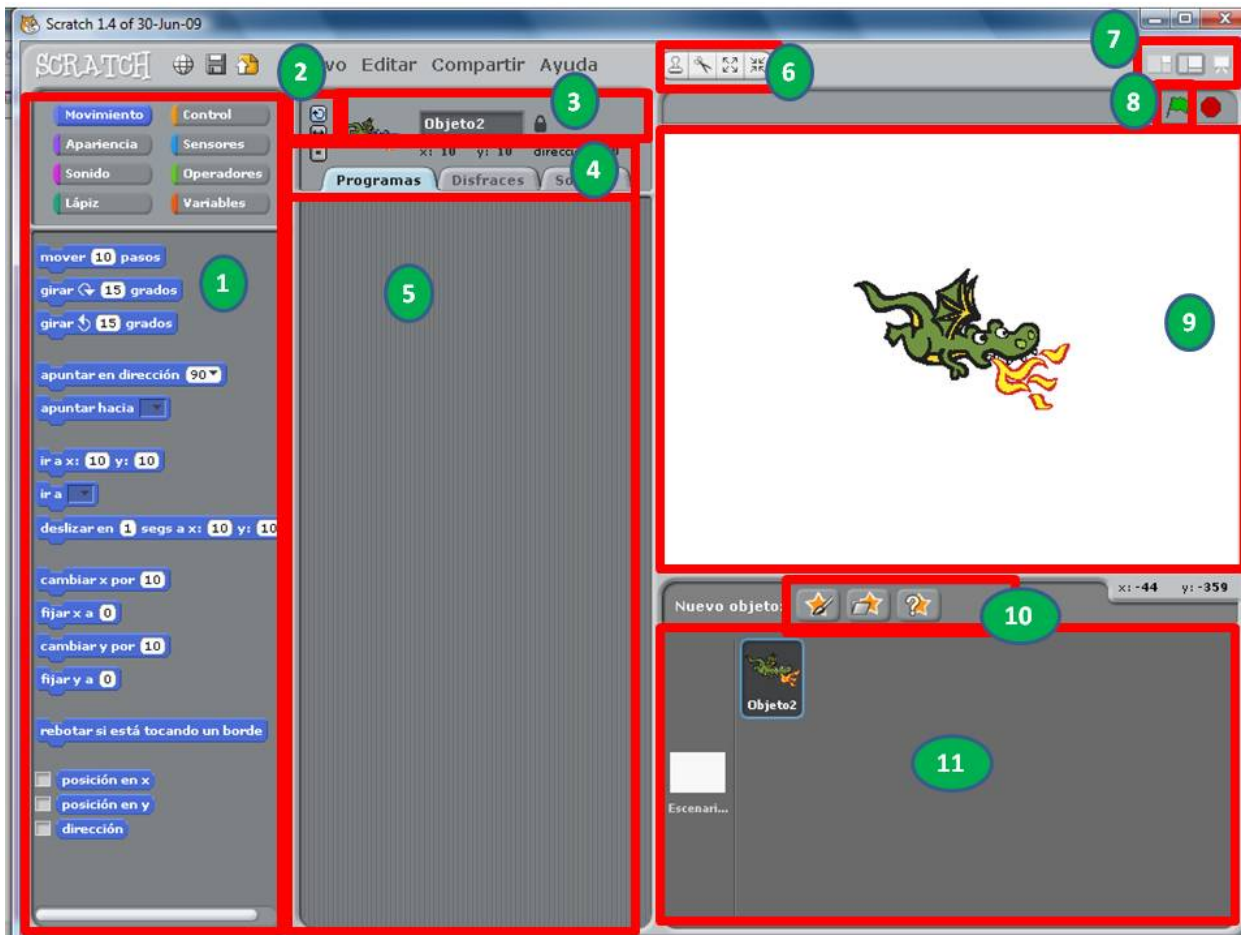 Scratch 1.4 of 30-Jun-09
SCRATCH
vo Editar Compartir Ayuda
2
3
6
7
8
Movimiento Control
Apariencia Sensores
Sonido Operadores
Lápiz Variables
Objeto2
x: 10 y: 10
4
Programas Disfraces
mover 10 pasos
girar 15 grados
girar 15 grados
apuntar en dirección 90
apuntar hacia
ir a x: 10 y: 10
ir a
deslizar en 1 segs a x: 10 y: 10
cambiar x por 10
fijar x a 0
cambiar y por 10
fijar y a 0
rebotar si está tocando un borde
posición en x
posición en y
dirección
1
5
9
x: -44 y: -359
Nuevo objeto:
10
Objeto2
Escenari...
11